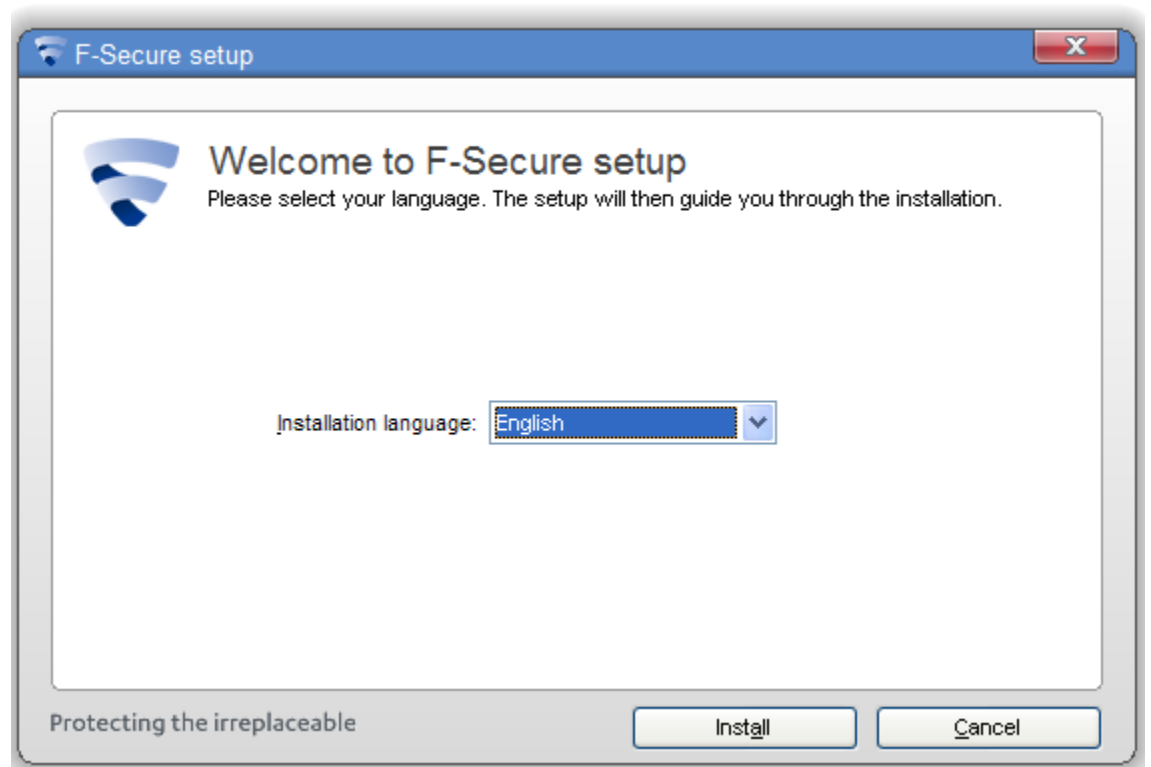 F-Secure setup
X
Welcome to F-Secure setup
Please select your language. The setup will then guide you through the installation.
Installation language: English
Protecting the irreplaceable
Install
Cancel